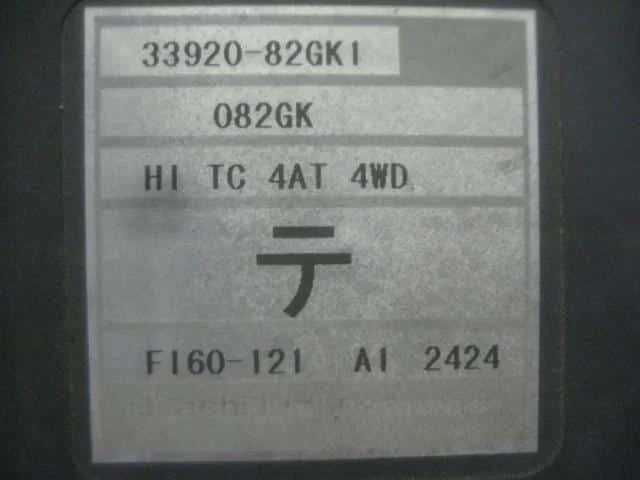 33920-82GK1
082GK
HI TC 4AT 4WD
テ
F160-121 A1 2424